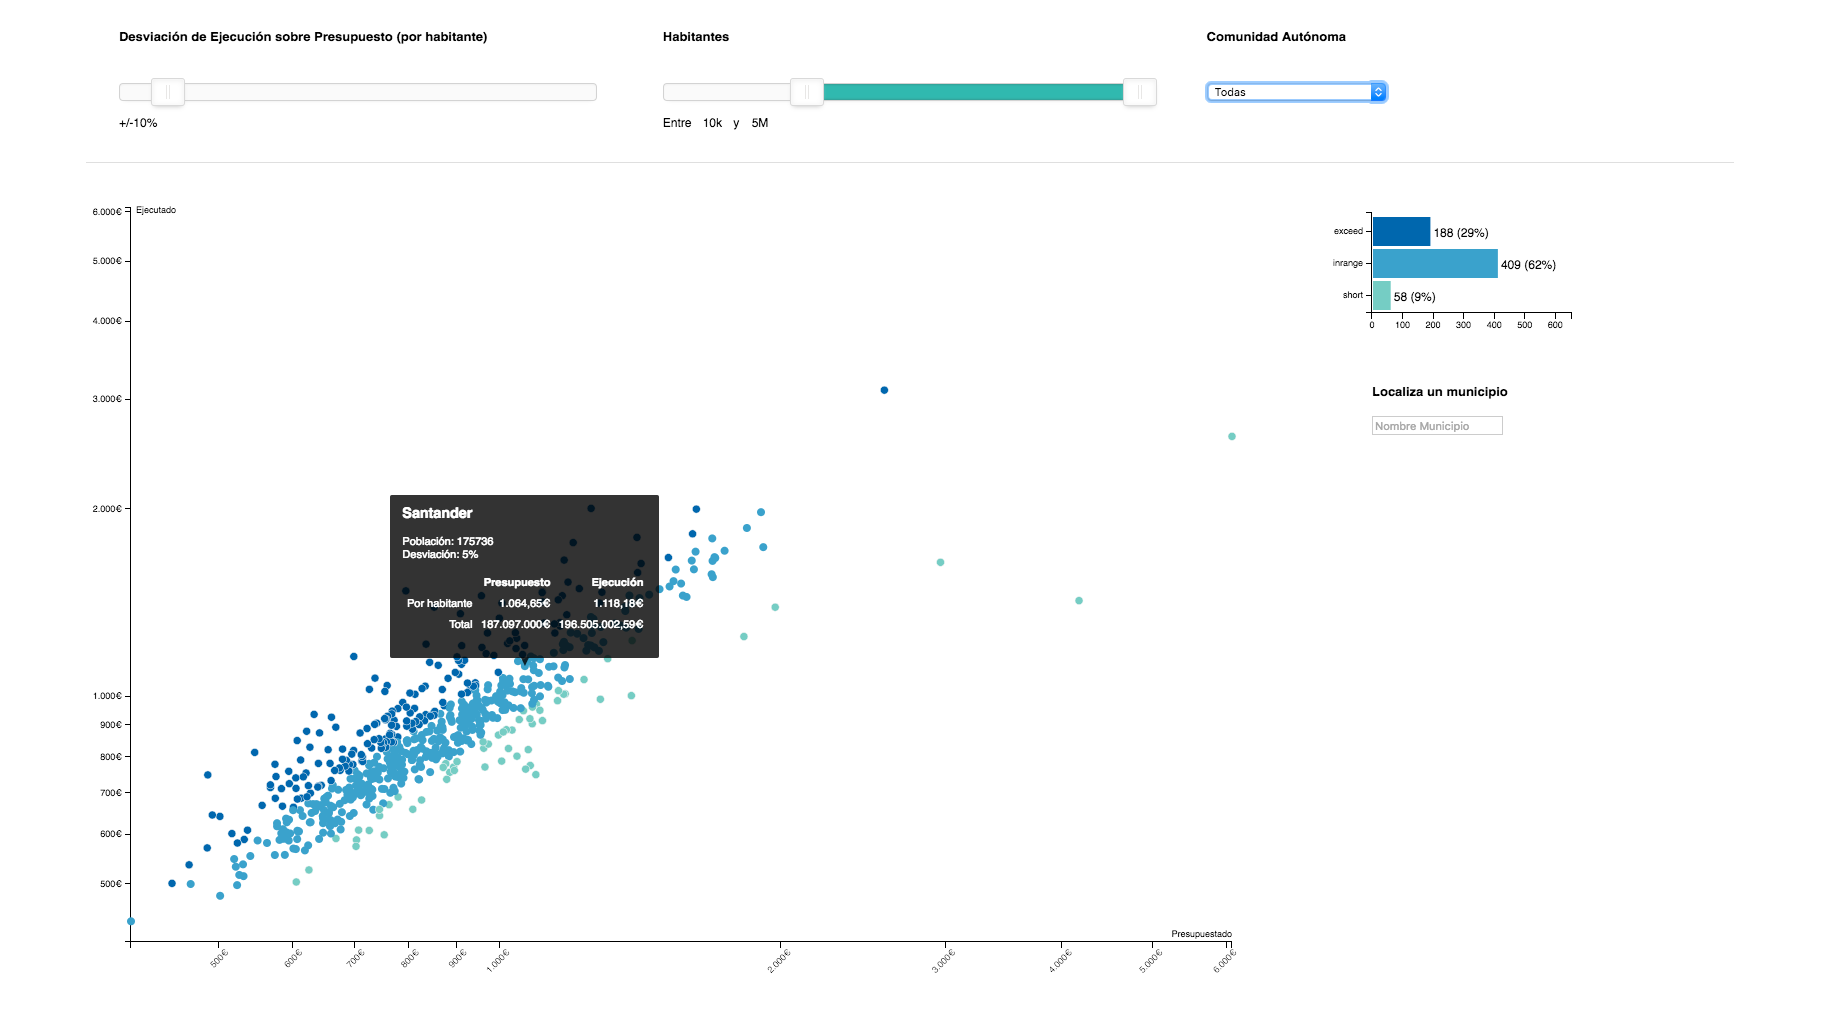 Desviación de Ejecución sobre Presupuesto (por habitante)
Habitantes
Comunidad Autónoma
Todas
+/-10%
Entre 10k y 5M
Ejecutado
6.000€
5.000€
4.000€
3.000€
2.000€
1.000€
900€
800€
700€
600€
500€
Santander
Población: 175736
Desviación: 5%
Presupuesto Ejecución
Por habitante 1.064,65€ 1.118,18€
Total 187.097.000€ 196.505.002,59€
Presupuestado
500€ 600€ 700€ 800€ 900€ 1.000€ 2.000€ 3.000€ 4.000€ 5.000€ 6.000€
exceed 188 (29%)
inrange 409 (62%)
short 58 (9%)
0 100 200 300 400 500 600
Localiza un municipio
Nombre Municipio